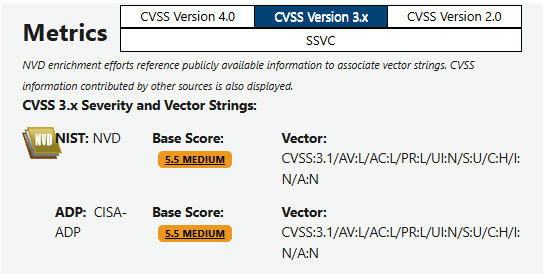 Metrics
CVSS Version 4.0
CVSS Version 3.x
CVSS Version 2.0
SSVC
NVD enrichment efforts reference publicly available information to associate vector strings. CVSS
information contributed by other sources is also displayed.
CVSS 3.x Severity and Vector Strings:
NVD
NIST: NVD
Base Score:
5.5 MEDIUM
Vector:
CVSS:3.1/AV:L/AC:L/PR:L/UI:N/S:U/C:H/I:
N/A:N
ADP: CISA-
ADP
Base Score:
5.5 MEDIUM
Vector:
CVSS:3.1/AV:L/AC:L/PR:L/UI:N/S:U/C:H/I:
N/A:N